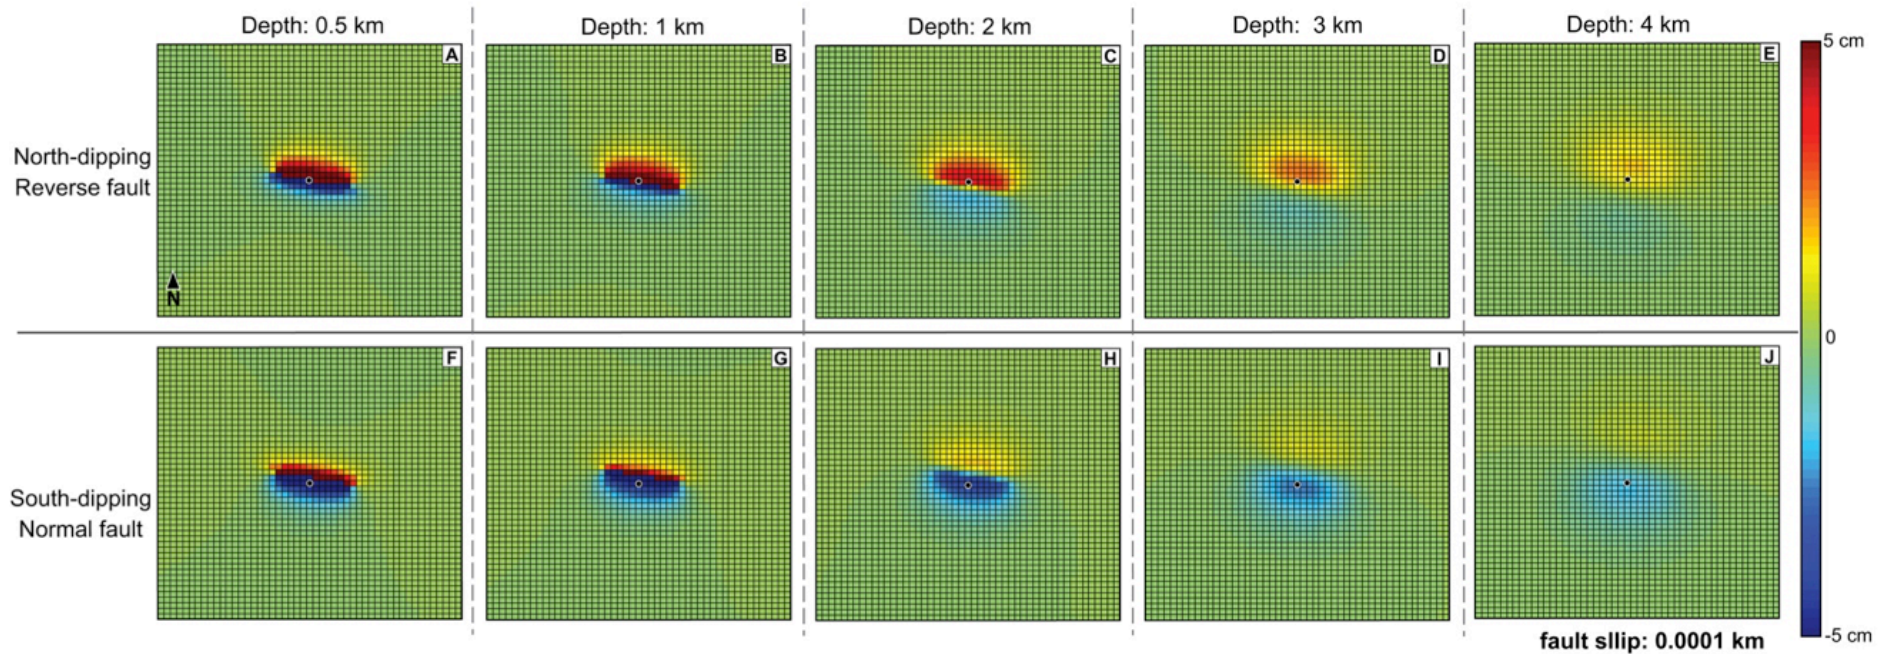 Depth: 0.5 km
Depth: 1 km
Depth: 2 km
Depth: 3 km
Depth: 4 km
A
B
C
D
E
5 cm
North-dipping
Reverse fault
N
0
F
G
H
I
J
South-dipping
Normal fault
-5 cm
fault sllip: 0.0001 km